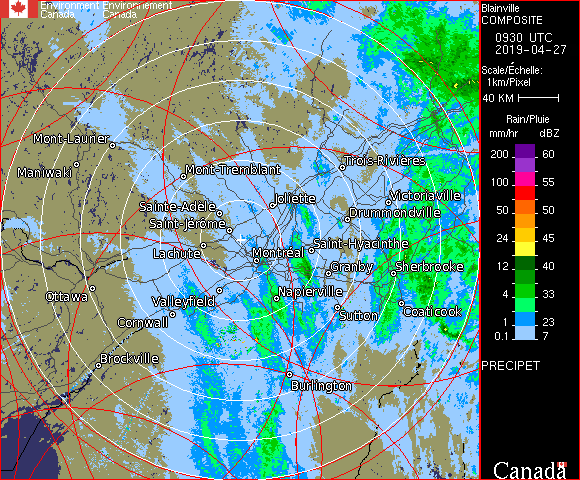 Environment Environnement
Canada Canada
Mont-Laurier
Maniwaki
Mont-Tremblant
Trois-Rivières
Sainte-Adele
Joliette
Victoriaville
Drummondville
Saint-Jérôme
Lachute
Montréal
Saint-Hyacinthe
Granby
Sherbrooke
Ottawa
Valleyfield
Napierville
Cornwall
Sutton
Coaticook
Brockville
Burlington
Blainville
COMPOSITE
0930 UTC
2019-04-27
Scale/Échelle:
1km/Pixel
40 KM
Rain/Pluie
mm/hr dBZ
200 60
100 55
50 50
24 45
12 40
4 33
1 23
0.1 7
PRECIPET
Canada